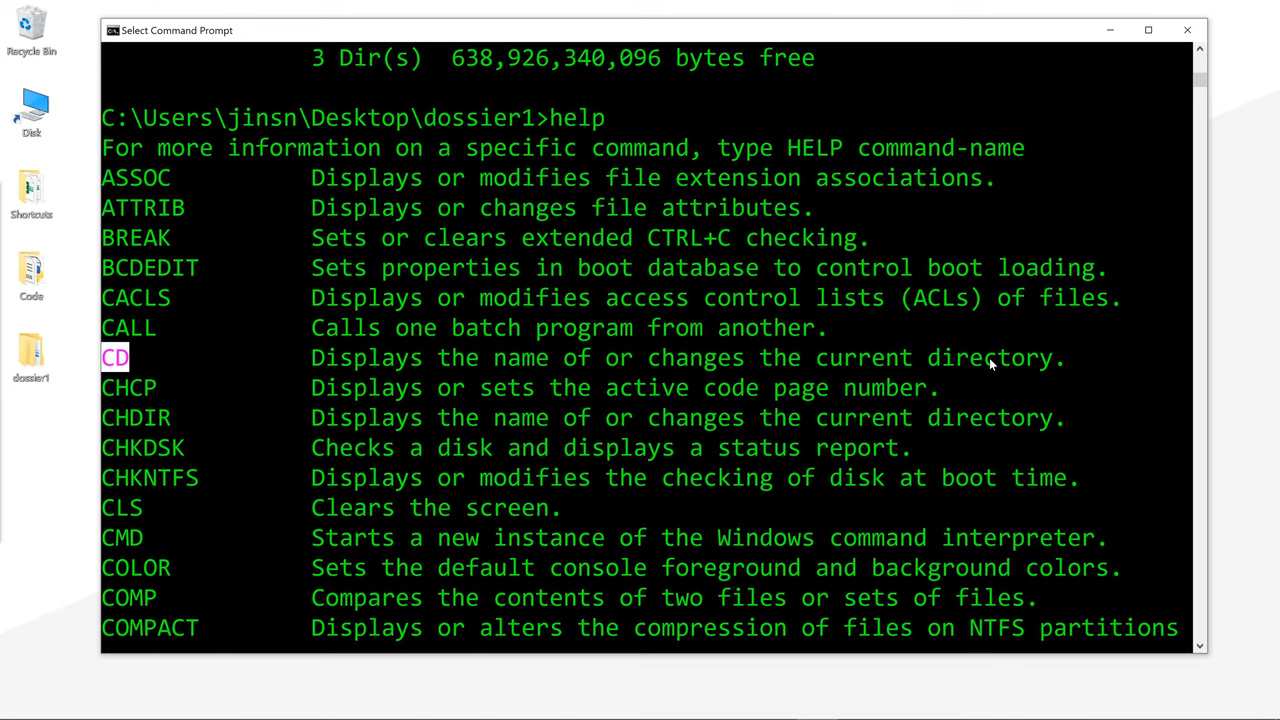 Recycle Bin
Disk
Shortcuts
Code
dossier1
Select Command Prompt
3 Dir(s)  638,926,340,096 bytes free
C:\Users\jinsn\Desktop\dossier1>help
For more information on a specific command, type HELP command-name
ASSOC          Displays or modifies file extension associations.
ATTRIB         Displays or changes file attributes.
BREAK          Sets or clears extended CTRL+C checking.
BCDEDIT        Sets properties in boot database to control boot loading.
CACLS          Displays or modifies access control lists (ACLs) of files.
CALL           Calls one batch program from another.
CD             Displays the name of or changes the current directory.
CHCP           Displays or sets the active code page number.
CHDIR          Displays the name of or changes the current directory.
CHKDSK         Checks a disk and displays a status report.
CHKNTFS        Displays or modifies the checking of disk at boot time.
CLS            Clears the screen.
CMD            Starts a new instance of the Windows command interpreter.
COLOR          Sets the default console foreground and background colors.
COMP           Compares the contents of two files or sets of files.
COMPACT        Displays or alters the compression of files on NTFS partitions